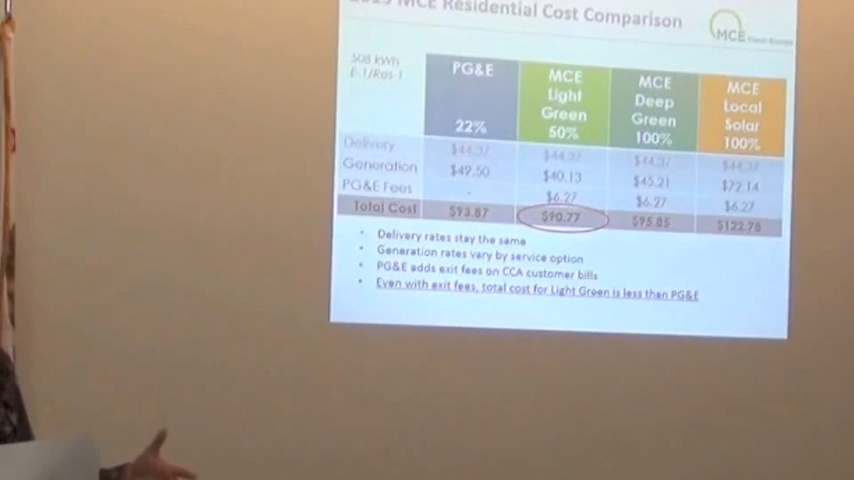 2015 MCE Residential Cost Comparison
MCE Clean Energy
508 kWh
E-1/Res-1
PG&E
22%
MCE
Light
Green
50%
MCE
Deep
Green
100%
MCE
Local
Solar
100%
Delivery $44.37 $44.37 $44.37 $44.37
Generation $49.50 $40.13 $45.21 $72.14
PG&E Fees - $6.27 $6.27 $6.27
Total Cost $93.87 $90.77 $95.85 $122.78
• Delivery rates stay the same
• Generation rates vary by service option
• PG&E adds exit fees on CCA customer bills
• Even with exit fees, total cost for Light Green is less than PG&E